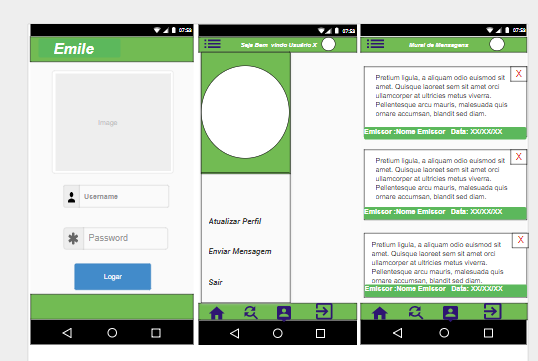 07:53
Emile
Image
Username
Password
Logar
07:53
Seja Bem vindo Usuário X
Atualizar Perfil
Enviar Mensagem
Sair
07:53
Mural de Mensagens
X
Pretium ligula, a aliquam odio euismod sit
amet. Quisque laoreet sem sit amet orci
ullamcorper at ultricies metus viverra.
Pellentesque arcu mauris, malesuada quis
ornare accumsan, blandit sed diam.
Emissor :Nome Emissor Data: XX/XX/XX
X
Pretium ligula, a aliquam odio euismod sit
amet. Quisque laoreet sem sit amet orci
ullamcorper at ultricies metus viverra.
Pellentesque arcu mauris, malesuada quis
ornare accumsan, blandit sed diam.
Emissor :Nome Emissor Data: XX/XX/XX
X
Pretium ligula, a aliquam odio euismod sit
amet. Quisque laoreet sem sit amet orci
ullamcorper at ultricies metus viverra.
Pellentesque arcu mauris, malesuada quis
ornare accumsan, blandit sed diam.
Emissor :Nome Emissor Data: XX/XX/XX